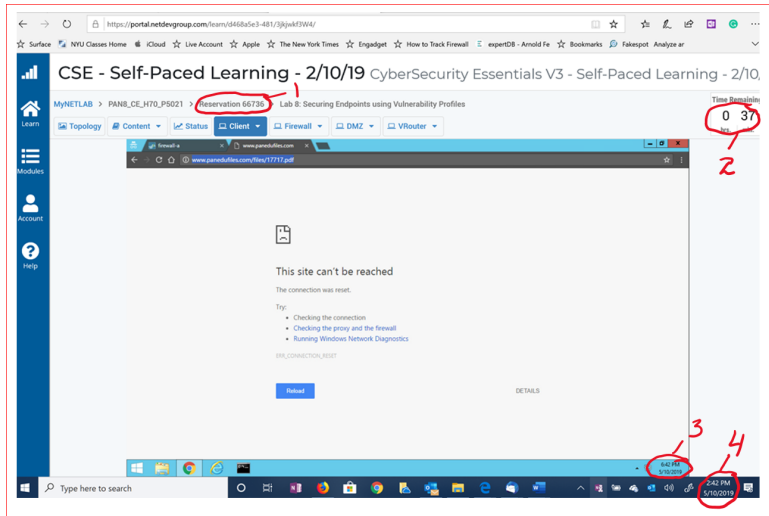 https://portal.netdevgroup.com/learn/d468a5e3-481/3jkjwkf3W4/
Surface NYU Classes Home iCloud Live Account Apple The New York Times Engadget How to Track Firewall expertDB - Arnold Fe Bookmarks Fakespot Analyze ar
CSE - Self-Paced Learning - 2/10/19 CyberSecurity Essentials V3 - Self-Paced Learning - 2/10/
MyNETLAB > PAN8_CE_H70_P5021 > Reservation 66736 > Lab 8: Securing Endpoints using Vulnerability Profiles
1
Time Remaining
0 37
hrs.
2
Topology Content Status Client Firewall DMZ VRouter
Learn
Modules
Account
Help
firewall-a x www.panedufiles.com x
www.panedufiles.com/files/17717.pdf
This site can't be reached
The connection was reset.
Try:
• Checking the connection
• Checking the proxy and the firewall
• Running Windows Network Diagnostics
ERR_CONNECTION_RESET
Reload DETAILS
3
4
6:42 PM
5/10/2019
Type here to search
2:42 PM
5/10/2019